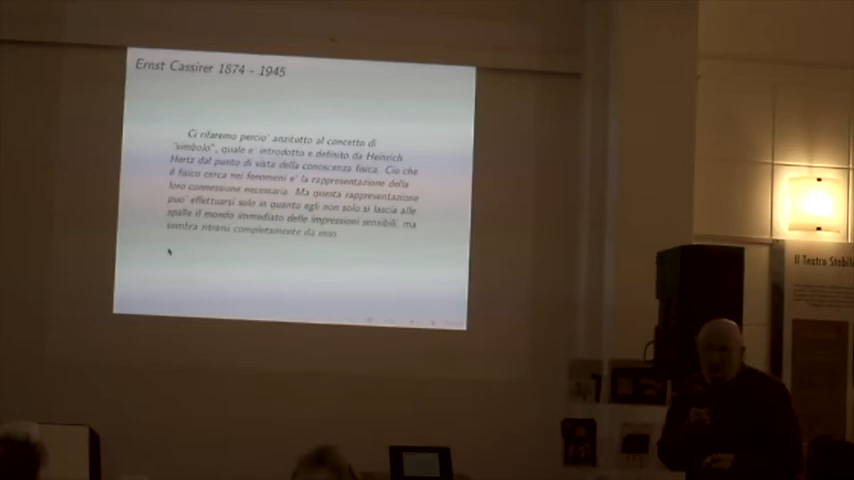 Ernst Cassirer 1874 - 1945
Ci rifaremo percio' anzitutto al concetto di
"simbolo", quale e' introdotto e definito da Heinrich
Hertz dal punto di vista della conoscenza fisica. Cio che
il fisico cerca nei fenomeni e' la rappresentazione della
loro connessione necessaria. Ma questa rappresentazione
puo' effettuarsi solo in quanto egli non solo si lascia alle
spalle il mondo immediato delle impressioni sensibili, ma
sembra ritrarsi completamente da esso.
Il Teatro Stabile